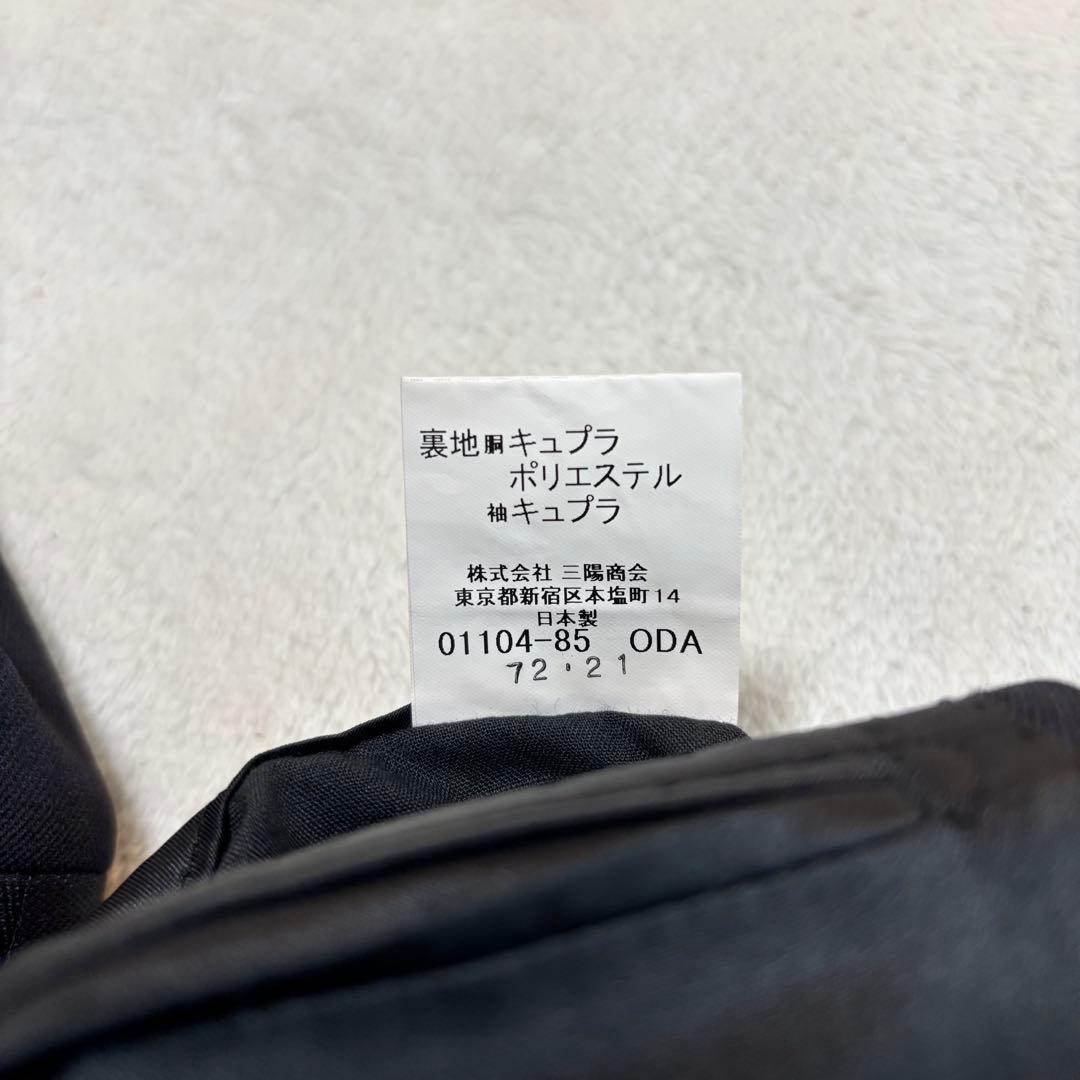 裏地胴キュプラ
ポリエステル
袖キュプラ
株式会社 三陽商会
東京都新宿区本塩町14
日本製
01104-85 ODA
72・21